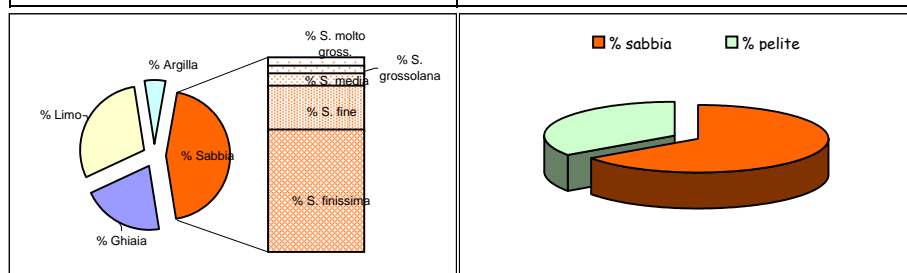 % S. molto
gross.
% S.
grossolana
% Argilla
% S. media
% Limo
% S. fine
% Sabbia
% S. finissima
% Ghiaia
% sabbia
% pelite